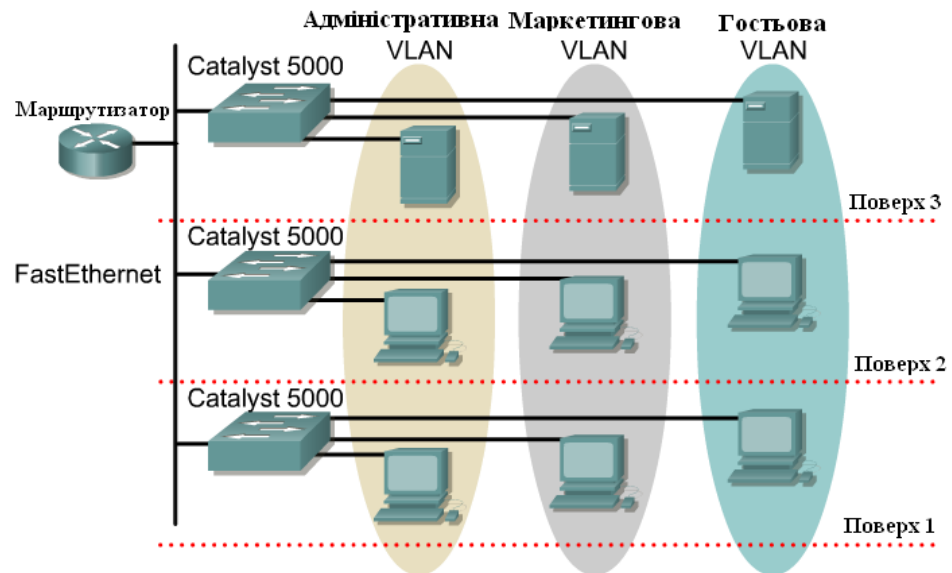 Адміністративна
VLAN
Маркетингова
VLAN
Гостьова
VLAN
Catalyst 5000
Маршрутизатор
Поверх 3
Catalyst 5000
FastEthernet
Поверх 2
Catalyst 5000
Поверх 1